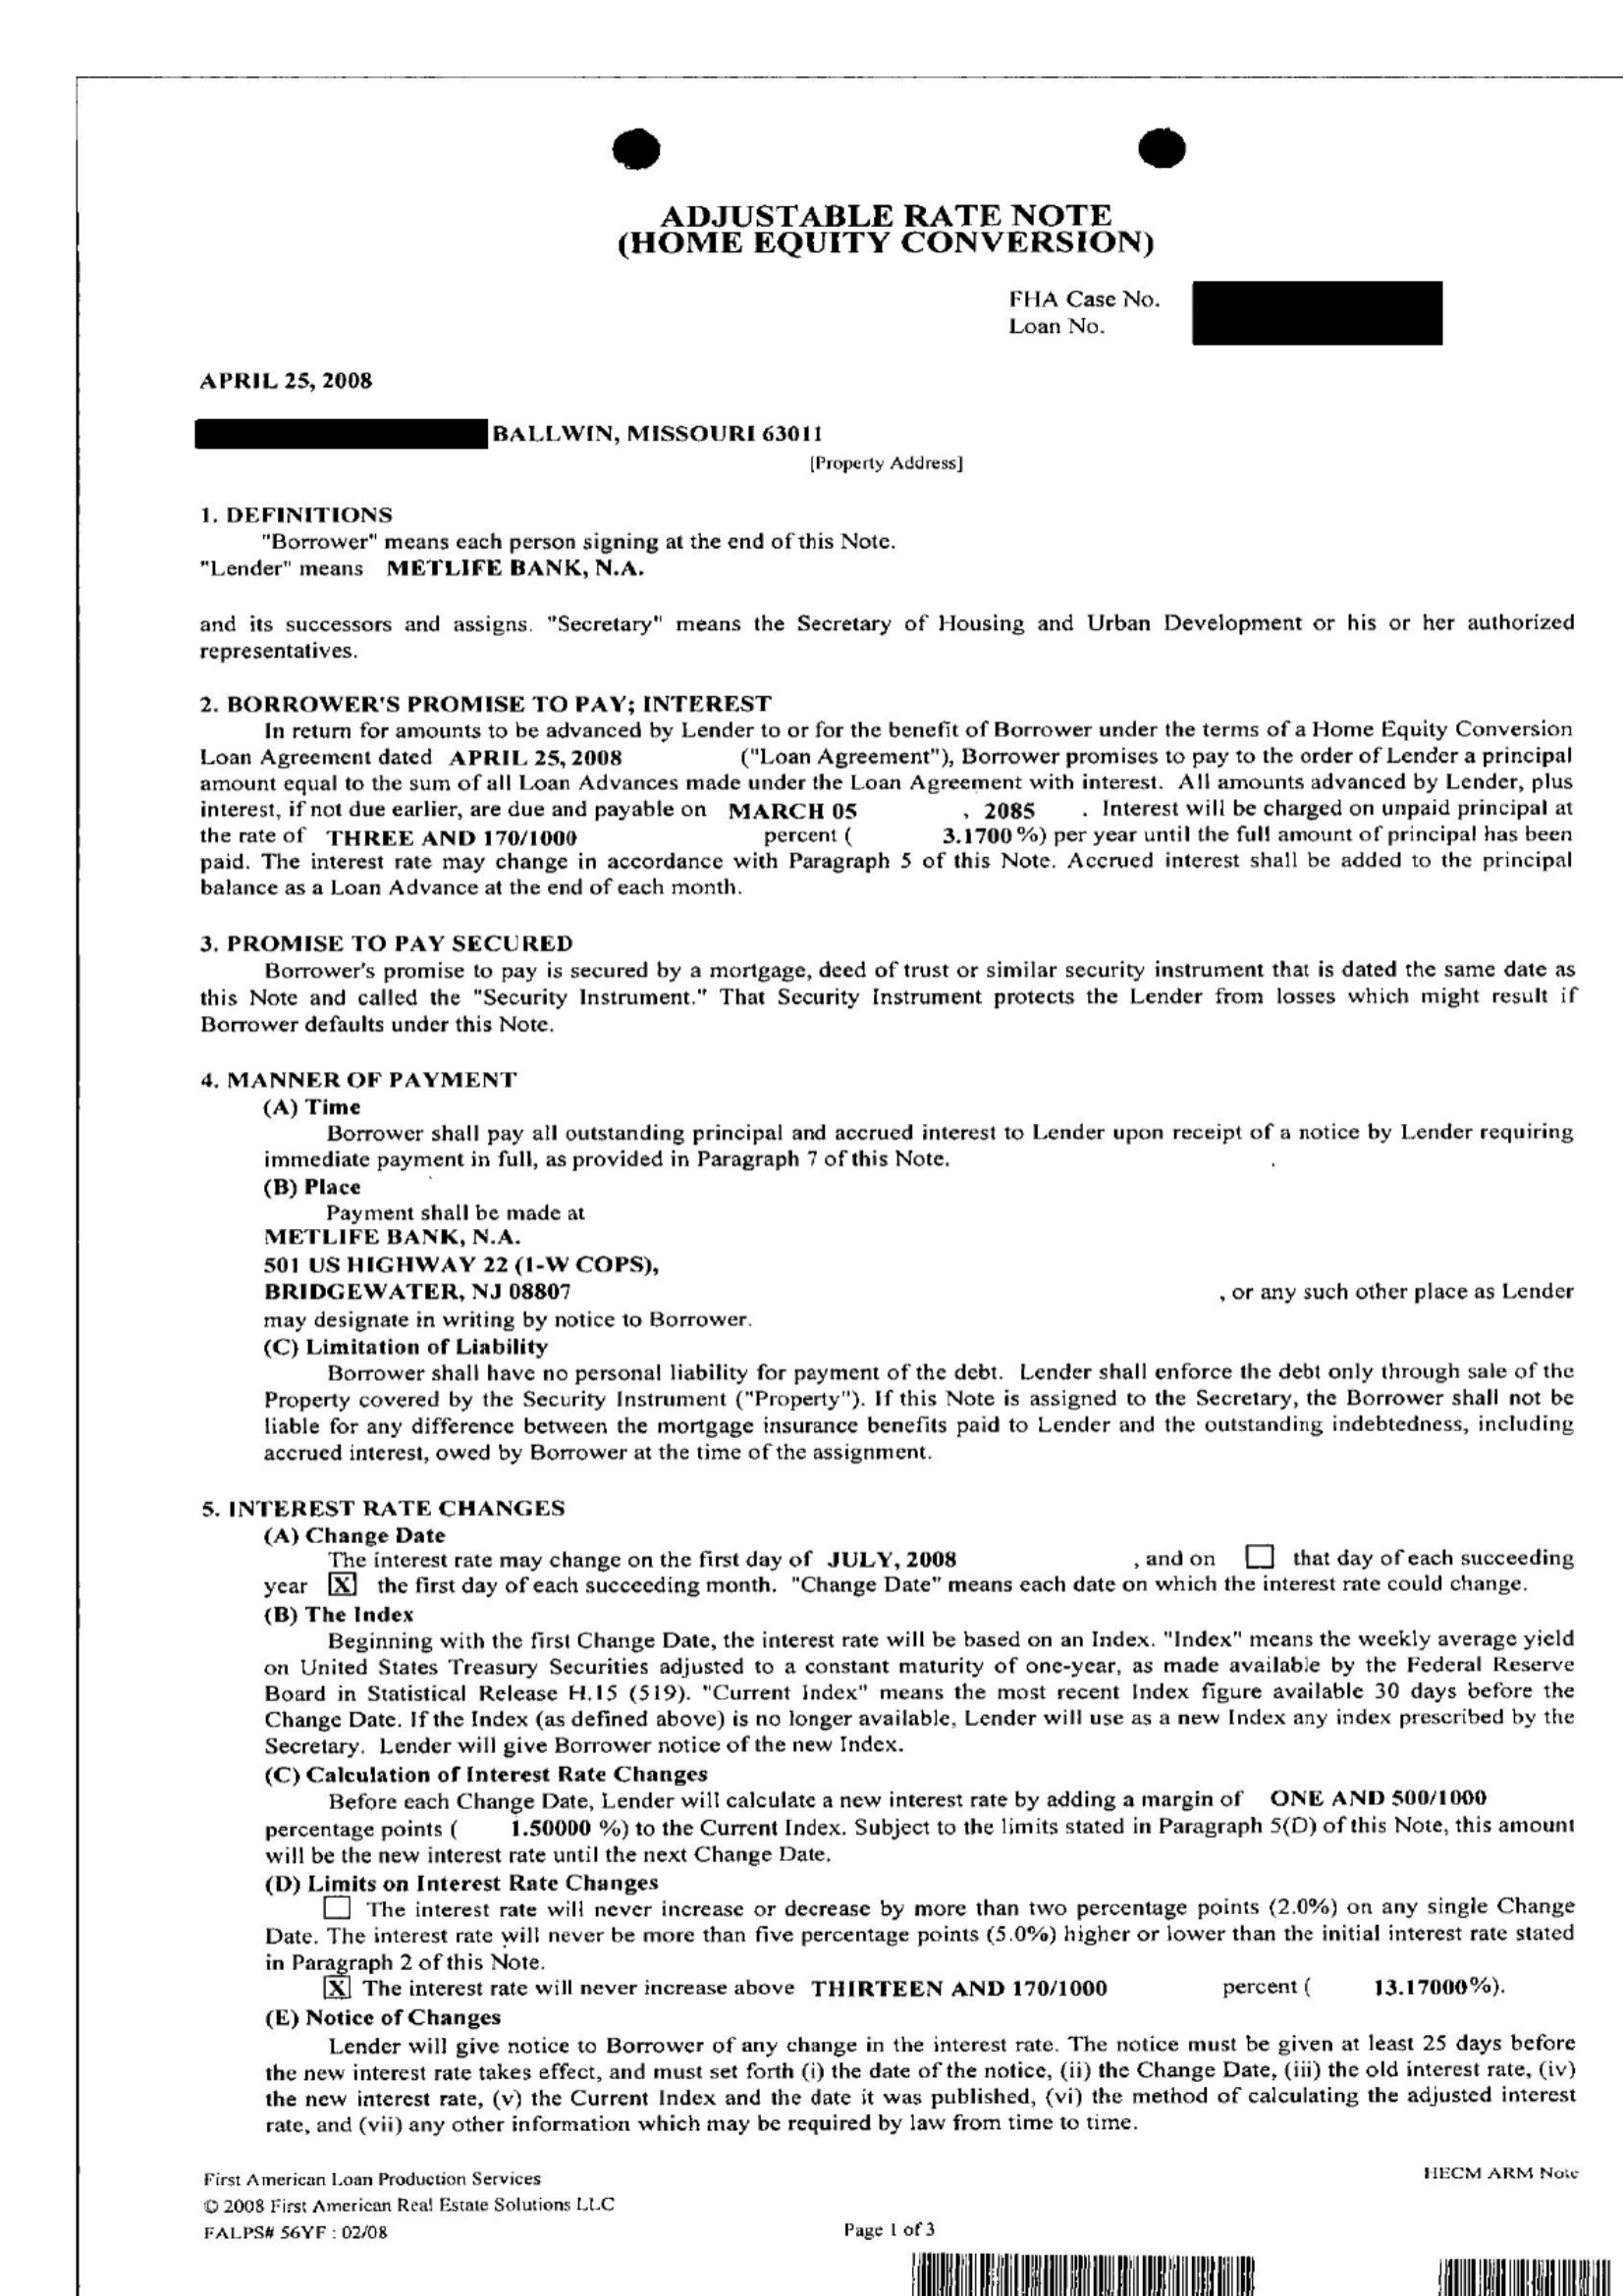 ADJUSTABLE RATE NOTE
(HOME EQUITY CONVERSION)
FHA Case No.
Loan No.
APRIL 25, 2008
BALLWIN, MISSOURI 63011
[Property Address]
1. DEFINITIONS
"Borrower" means each person signing at the end of this Note.
"Lender" means METLIFE BANK, N.A.
and its successors and assigns. "Secretary" means the Secretary of Housing and Urban Development or his or her authorized
representatives.
2. BORROWER'S PROMISE TO PAY; INTEREST
In return for amounts to be advanced by Lender to or for the benefit of Borrower under the terms of a Home Equity Conversion
Loan Agreement dated APRIL 25, 2008 ("Loan Agreement"), Borrower promises to pay to the order of Lender a principal
amount equal to the sum of all Loan Advances made under the Loan Agreement with interest. All amounts advanced by Lender, plus
interest, if not due earlier, are due and payable on MARCH 05 , 2085 . Interest will be charged on unpaid principal at
the rate of THREE AND 170/1000 percent ( 3.1700 %) per year until the full amount of principal has been
paid. The interest rate may change in accordance with Paragraph 5 of this Note. Accrued interest shall be added to the principal
balance as a Loan Advance at the end of each month.
3. PROMISE TO PAY SECURED
Borrower's promise to pay is secured by a mortgage, deed of trust or similar security instrument that is dated the same date as
this Note and called the "Security Instrument." That Security Instrument protects the Lender from losses which might result if
Borrower defaults under this Note.
4. MANNER OF PAYMENT
(A) Time
Borrower shall pay all outstanding principal and accrued interest to Lender upon receipt of a notice by Lender requiring
immediate payment in full, as provided in Paragraph 7 of this Note.
(B) Place
Payment shall be made at
METLIFE BANK, N.A.
501 US HIGHWAY 22 (1-W COPS),
BRIDGEWATER, NJ 08807 , or any such other place as Lender
may designate in writing by notice to Borrower.
(C) Limitation of Liability
Borrower shall have no personal liability for payment of the debt. Lender shall enforce the debt only through sale of the
Property covered by the Security Instrument ("Property"). If this Note is assigned to the Secretary, the Borrower shall not be
liable for any difference between the mortgage insurance benefits paid to Lender and the outstanding indebtedness, including
accrued interest, owed by Borrower at the time of the assignment.
5. INTEREST RATE CHANGES
(A) Change Date
The interest rate may change on the first day of JULY, 2008 , and on ☐ that day of each succeeding
year [X] the first day of each succeeding month. "Change Date" means each date on which the interest rate could change.
(B) The Index
Beginning with the first Change Date, the interest rate will be based on an Index. "Index" means the weekly average yield
on United States Treasury Securities adjusted to a constant maturity of one-year, as made available by the Federal Reserve
Board in Statistical Release H.15 (519). "Current Index" means the most recent Index figure available 30 days before the
Change Date. If the Index (as defined above) is no longer available, Lender will use as a new Index any index prescribed by the
Secretary. Lender will give Borrower notice of the new Index.
(C) Calculation of Interest Rate Changes
Before each Change Date, Lender will calculate a new interest rate by adding a margin of ONE AND 500/1000
percentage points ( 1.50000 %) to the Current Index. Subject to the limits stated in Paragraph 5(D) of this Note, this amount
will be the new interest rate until the next Change Date.
(D) Limits on Interest Rate Changes
☐ The interest rate will never increase or decrease by more than two percentage points (2.0%) on any single Change
Date. The interest rate will never be more than five percentage points (5.0%) higher or lower than the initial interest rate stated
in Paragraph 2 of this Note.
[X] The interest rate will never increase above THIRTEEN AND 170/1000 percent ( 13.17000%).
(E) Notice of Changes
Lender will give notice to Borrower of any change in the interest rate. The notice must be given at least 25 days before
the new interest rate takes effect, and must set forth (i) the date of the notice, (ii) the Change Date, (iii) the old interest rate, (iv)
the new interest rate, (v) the Current Index and the date it was published, (vi) the method of calculating the adjusted interest
rate, and (vii) any other information which may be required by law from time to time.
First American Loan Production Services HECM ARM Note
© 2008 First American Real Estate Solutions LLC
FALPS# 56YF : 02/08 Page 1 of 3